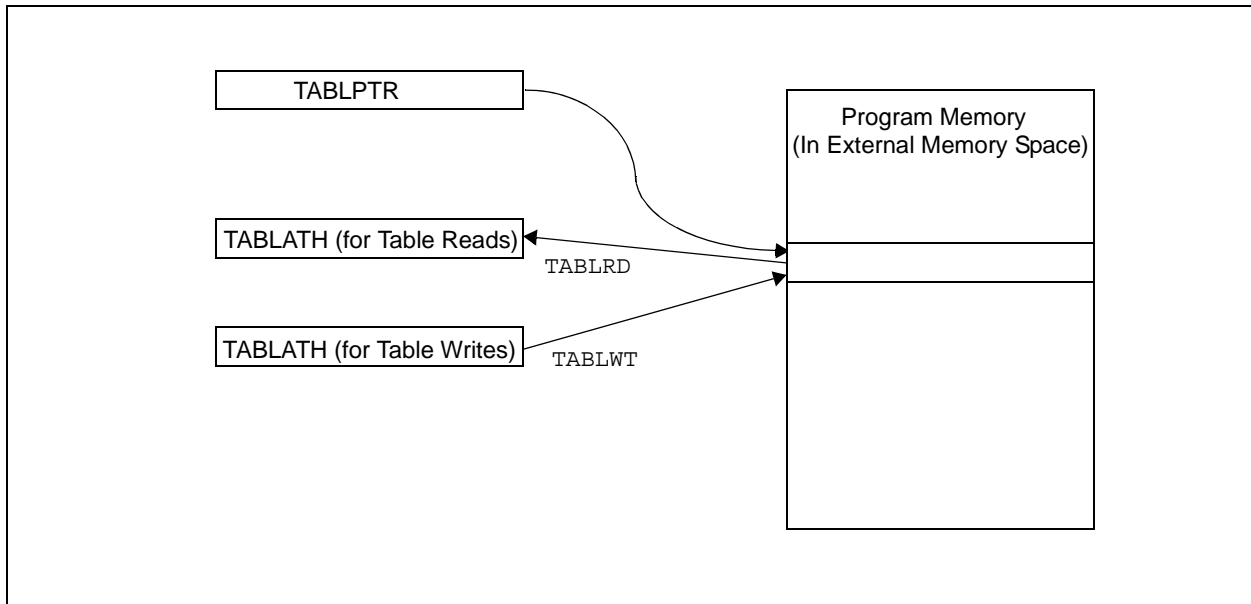 TABLPTR
Program Memory
(In External Memory Space)
TABLATH (for Table Reads)
TABLRD
TABLATH (for Table Writes)
TABLWT